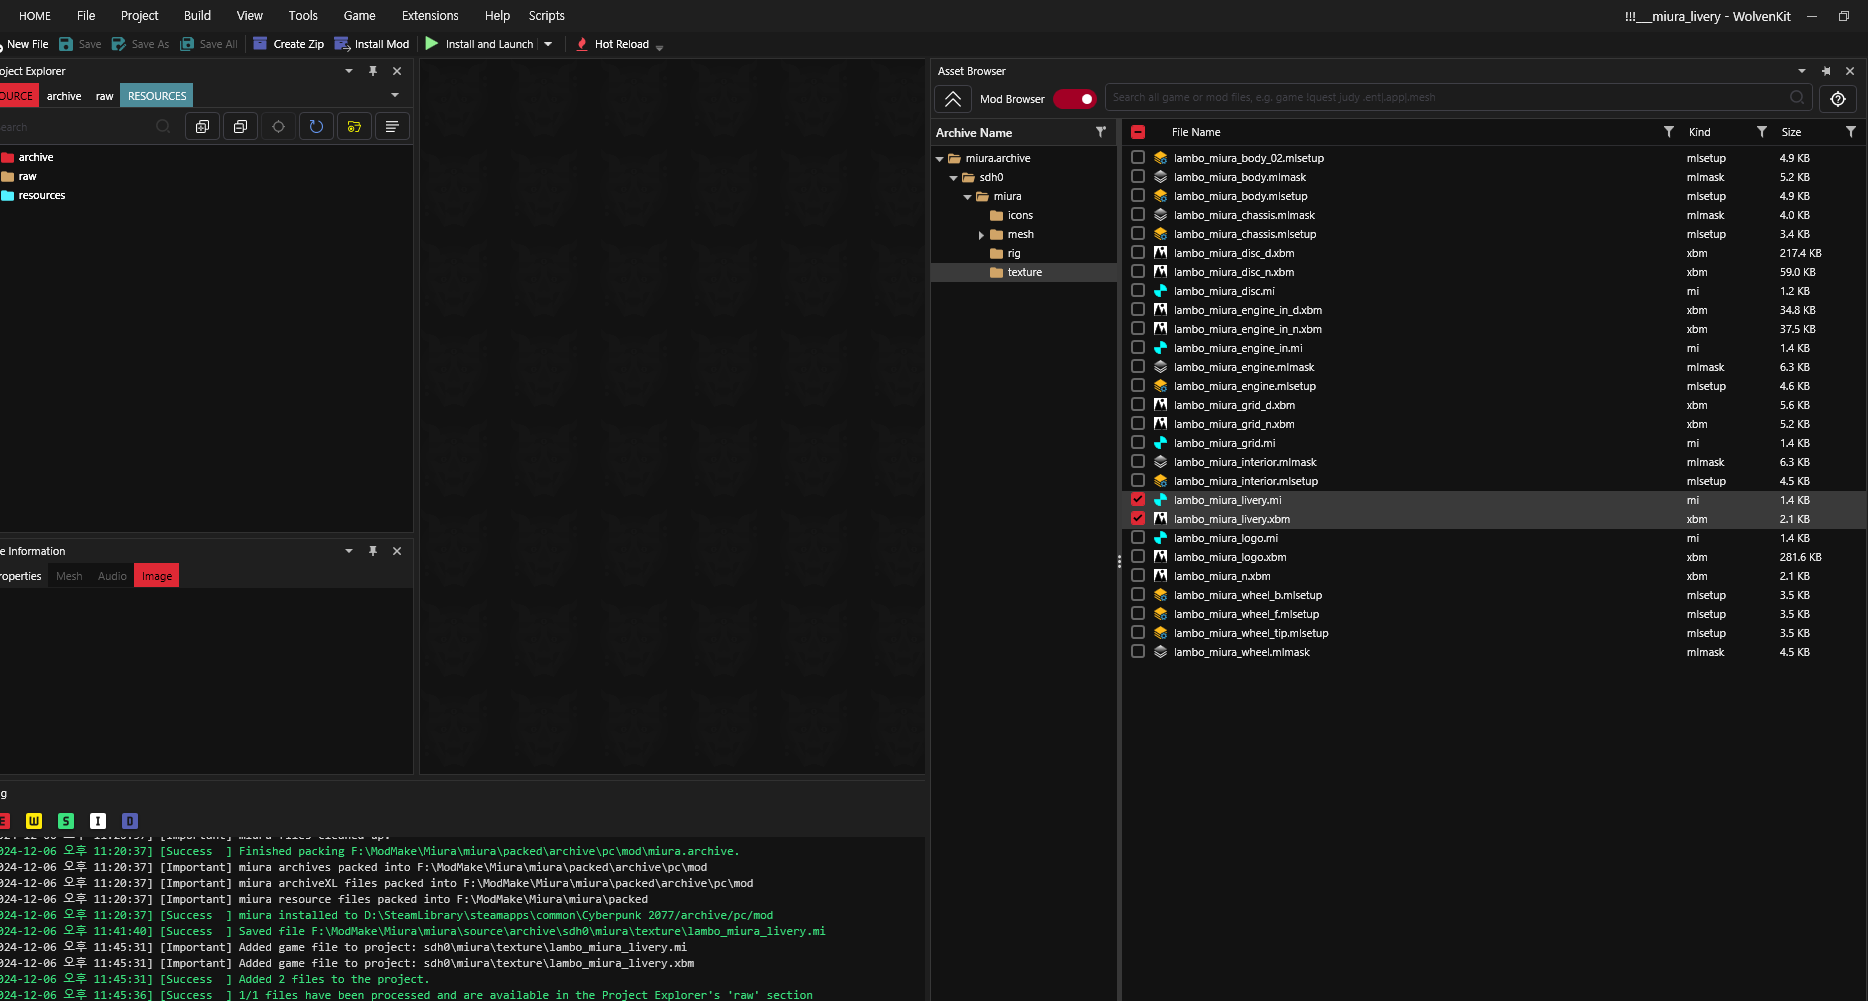 HOME File Project Build View Tools Game Extensions Help Scripts !!!___miura_livery - WolvenKit
New File Save Save As Save All Create Zip Install Mod Install and Launch Hot Reload
oject Explorer
OURCE archive raw RESOURCES
earch
archive
raw
resources
e Information
roperties Mesh Audio Image
Asset Browser
Mod Browser Search all game or mod files, e.g. game !quest judy .ent|.app|.mesh
Archive Name
miura.archive
sdh0
miura
icons
mesh
rig
texture
File Name Kind Size
lambo_miura_body_02.mlsetup mlsetup 4.9 KB
lambo_miura_body.mlmask mlmask 5.2 KB
lambo_miura_body.mlsetup mlsetup 4.9 KB
lambo_miura_chassis.mlmask mlmask 4.0 KB
lambo_miura_chassis.mlsetup mlsetup 3.4 KB
lambo_miura_disc_d.xbm xbm 217.4 KB
lambo_miura_disc_n.xbm xbm 59.0 KB
lambo_miura_disc.mi mi 1.2 KB
lambo_miura_engine_in_d.xbm xbm 34.8 KB
lambo_miura_engine_in_n.xbm xbm 37.5 KB
lambo_miura_engine_in.mi mi 1.4 KB
lambo_miura_engine.mlmask mlmask 6.3 KB
lambo_miura_engine.mlsetup mlsetup 4.6 KB
lambo_miura_grid_d.xbm xbm 5.6 KB
lambo_miura_grid_n.xbm xbm 5.2 KB
lambo_miura_grid.mi mi 1.4 KB
lambo_miura_interior.mlmask mlmask 6.3 KB
lambo_miura_interior.mlsetup mlsetup 4.5 KB
lambo_miura_livery.mi mi 1.4 KB
lambo_miura_livery.xbm xbm 2.1 KB
lambo_miura_logo.mi mi 1.4 KB
lambo_miura_logo.xbm xbm 281.6 KB
lambo_miura_n.xbm xbm 2.1 KB
lambo_miura_wheel_b.mlsetup mlsetup 3.5 KB
lambo_miura_wheel_f.mlsetup mlsetup 3.5 KB
lambo_miura_wheel_tip.mlsetup mlsetup 3.5 KB
lambo_miura_wheel.mlmask mlmask 4.5 KB
g
E W S I D
024-12-06 오후 11:20:37] [Important] miura files cleaned up.
024-12-06 오후 11:20:37] [Success ] Finished packing F:\ModMake\Miura\miura\packed\archive\pc\mod\miura.archive.
024-12-06 오후 11:20:37] [Important] miura archives packed into F:\ModMake\Miura\miura\packed\archive\pc\mod
024-12-06 오후 11:20:37] [Important] miura archiveXL files packed into F:\ModMake\Miura\miura\packed\archive\pc\mod
024-12-06 오후 11:20:37] [Important] miura resource files packed into F:\ModMake\Miura\miura\packed
024-12-06 오후 11:20:37] [Success ] miura installed to D:\SteamLibrary\steamapps\common\Cyberpunk 2077/archive/pc/mod
024-12-06 오후 11:41:40] [Success ] Saved file F:\ModMake\Miura\miura\source\archive\sdh0\miura\texture\lambo_miura_livery.mi
024-12-06 오후 11:45:31] [Important] Added game file to project: sdh0\miura\texture\lambo_miura_livery.mi
024-12-06 오후 11:45:31] [Important] Added game file to project: sdh0\miura\texture\lambo_miura_livery.xbm
024-12-06 오후 11:45:31] [Success ] Added 2 files to the project.
024-12-06 오후 11:45:36] [Success ] 1/1 files have been processed and are available in the Project Explorer's 'raw' section